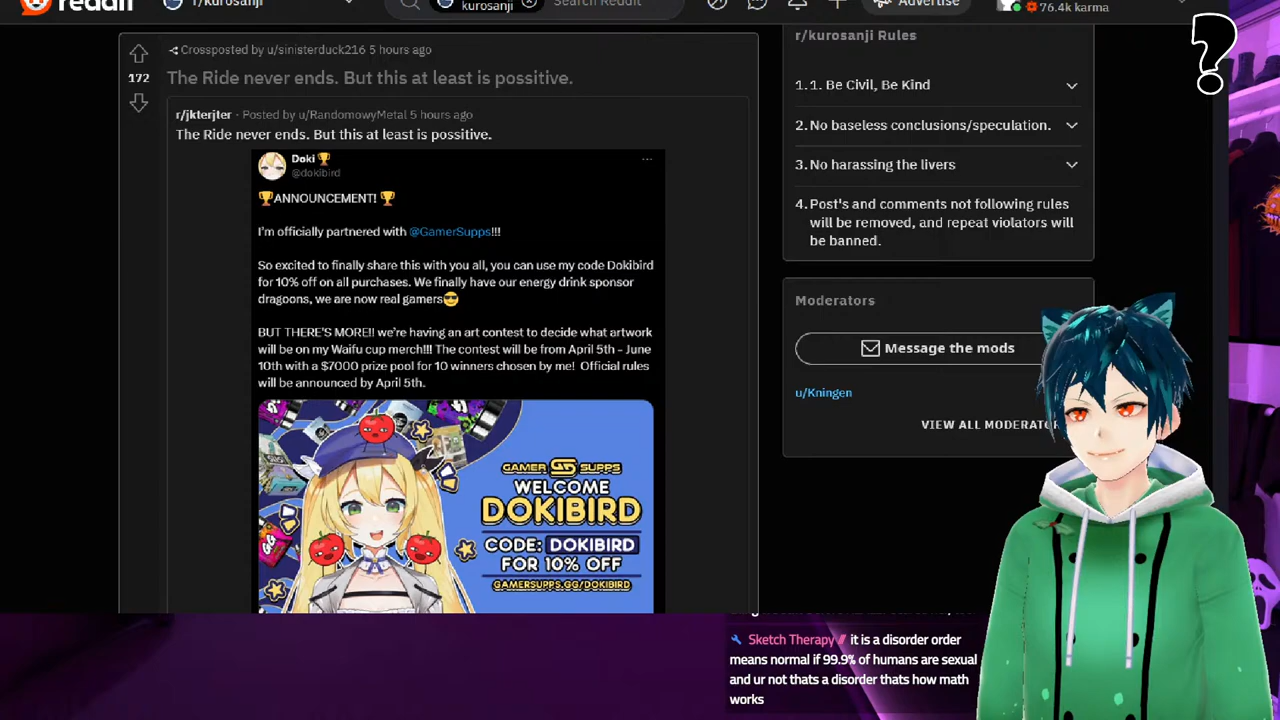 reddit
r/kurosanji
kurosanji
Search Reddit
Advertise
76.4k karma
Crossposted by u/sinisterduck216 5 hours ago
172
The Ride never ends. But this at least is possitive.
r/jkterjter · Posted by u/RandomowyMetal 5 hours ago
The Ride never ends. But this at least is possitive.
Doki🏆
@dokibird
🏆ANNOUNCEMENT! 🏆
I'm officially partnered with @GamerSupps!!!
So excited to finally share this with you all, you can use my code Dokibird
for 10% off on all purchases. We finally have our energy drink sponsor
dragoons, we are now real gamers😎
BUT THERE'S MORE!! we're having an art contest to decide what artwork
will be on my Waifu cup merch!!! The contest will be from April 5th - June
10th with a $7000 prize pool for 10 winners chosen by me! Official rules
will be announced by April 5th.
GAMER GG SUPPS
WELCOME
DOKIBIRD
CODE: DOKIBIRD
FOR 10% OFF
GAMERSUPPS.GG/DOKIBIRD
r/kurosanji Rules
1.1. Be Civil, Be Kind
2.No baseless conclusions/speculation.
3.No harassing the livers
4.Post's and comments not following rules
will be removed, and repeat violators will
be banned.
Moderators
Message the mods
u/Kningen
VIEW ALL MODERATO
?
Sketch Therapy // it is a disorder order
means normal if 99.9% of humans are sexual
and ur not thats a disorder thats how math
works